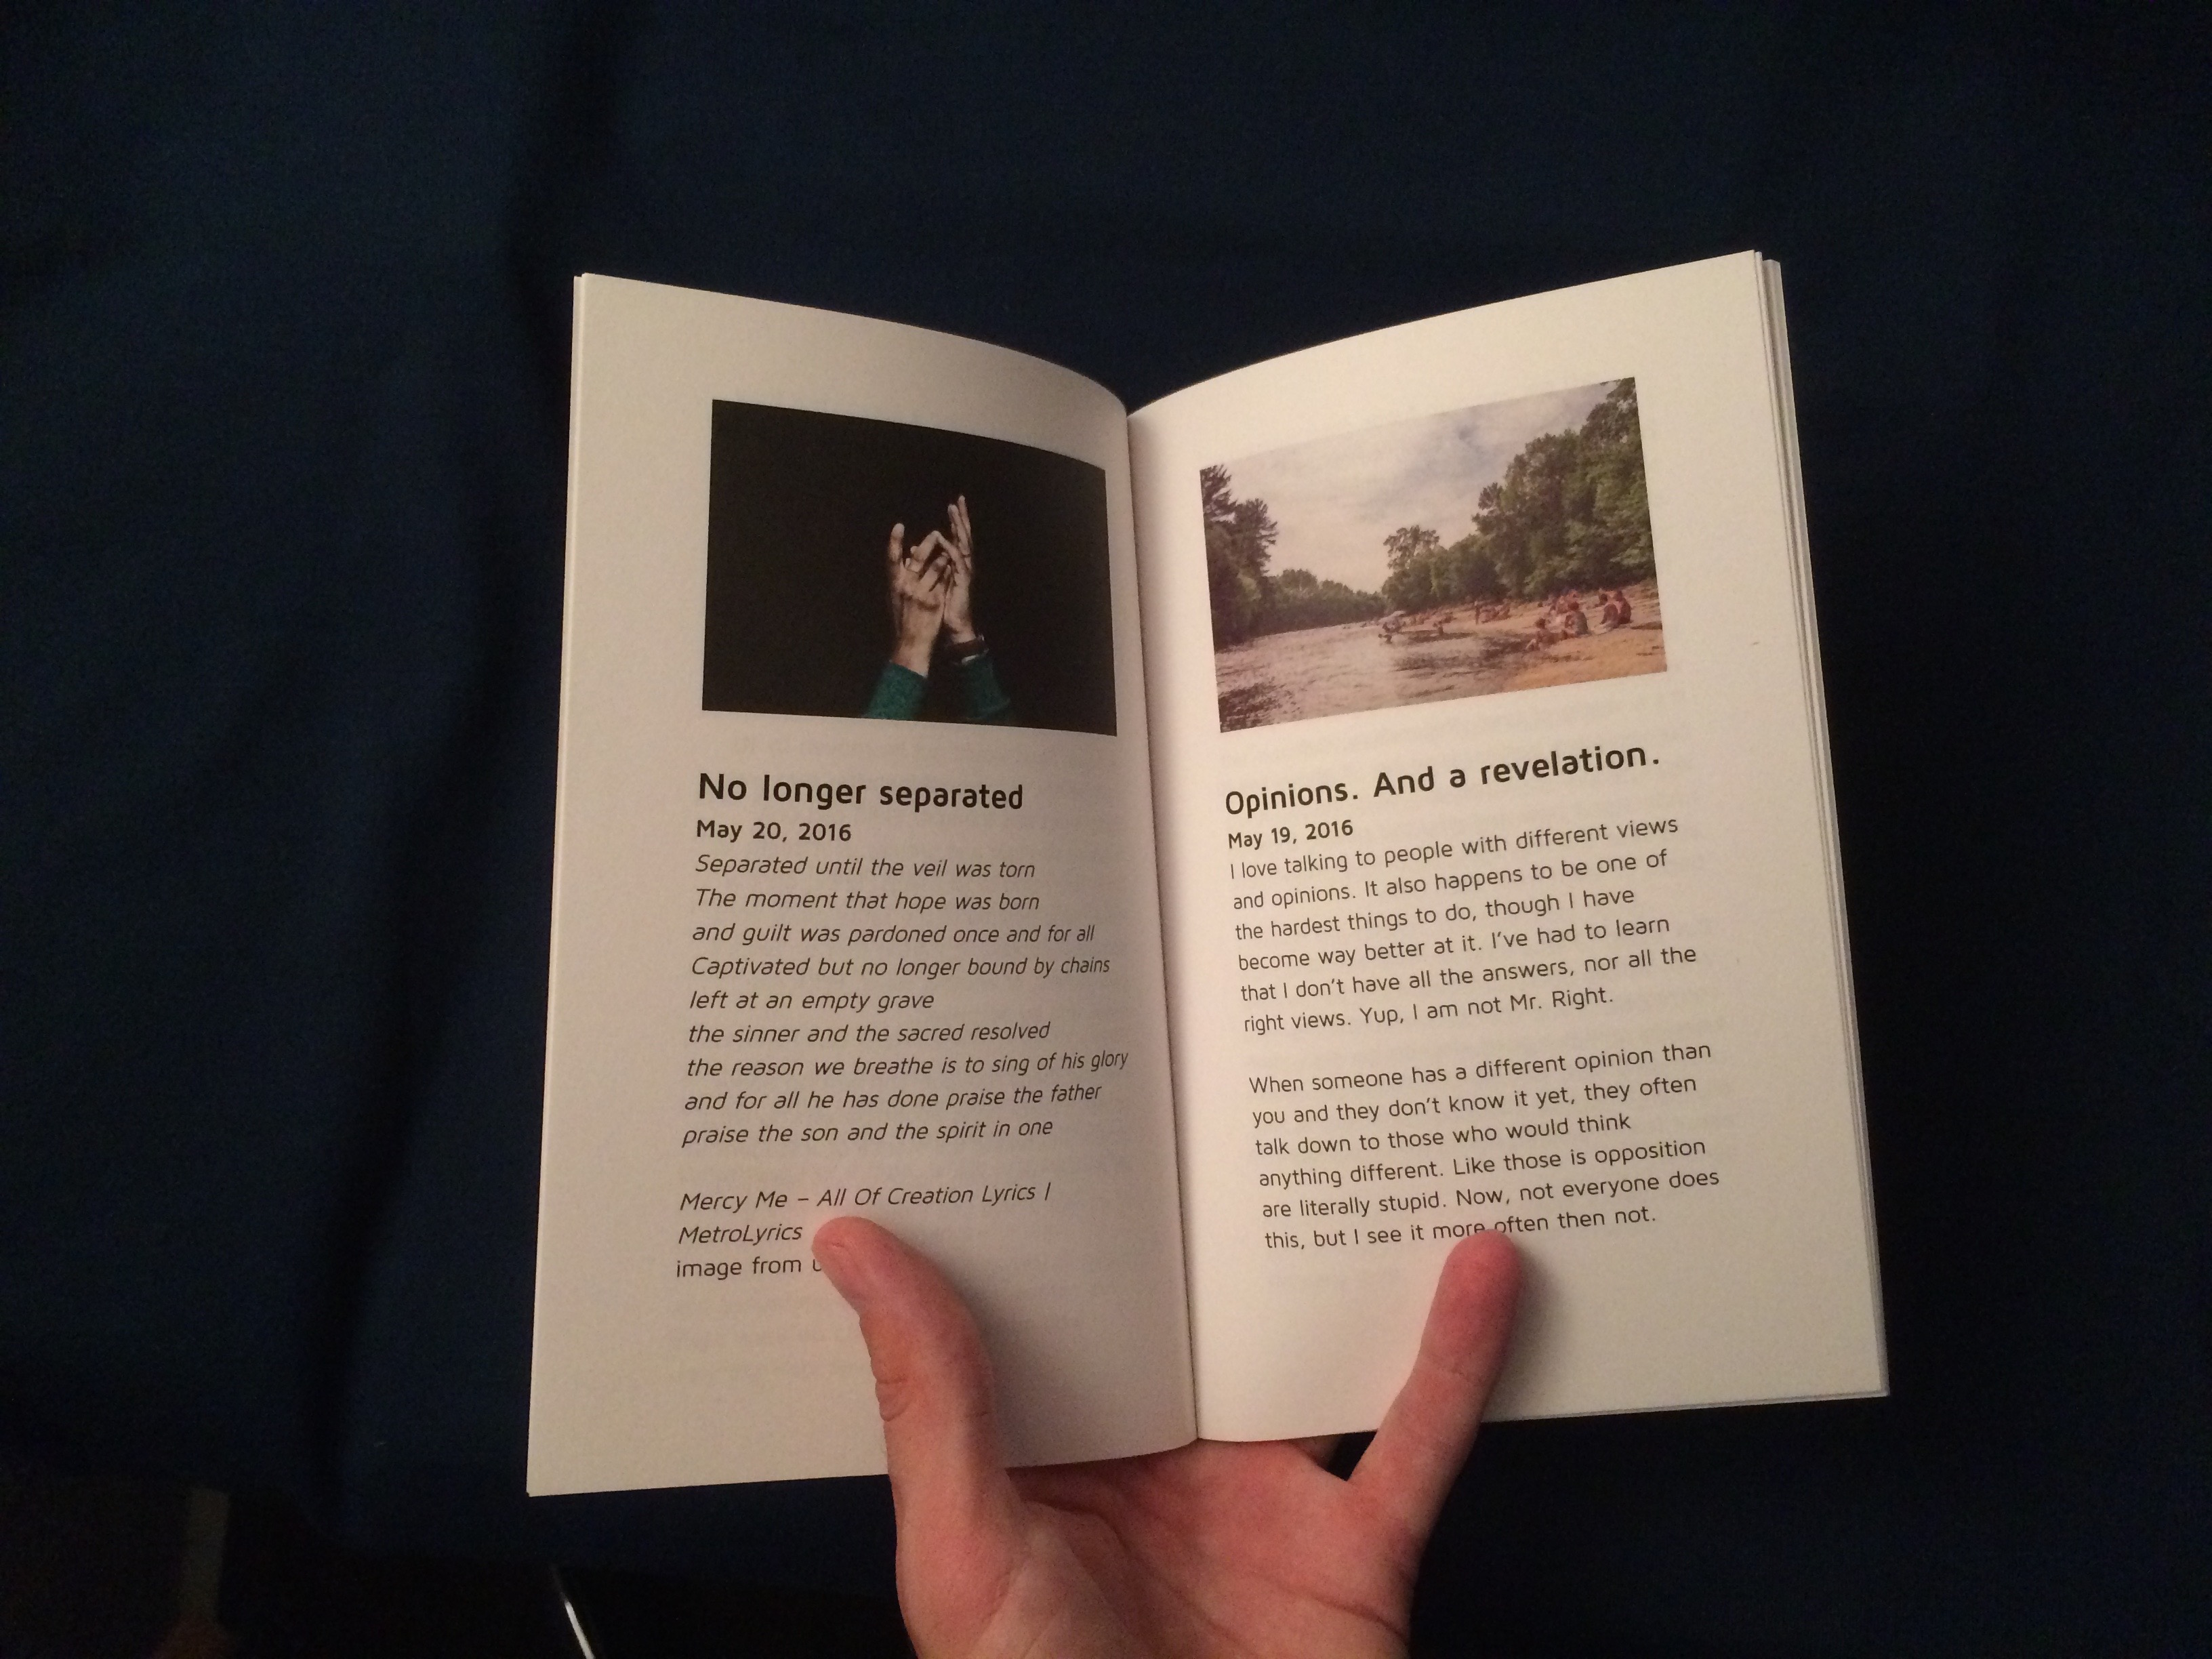 No longer separated
May 20, 2016
Separated until the veil was torn
The moment that hope was born
and guilt was pardoned once and for all
Captivated but no longer bound by chains
left at an empty grave
the sinner and the sacred resolved
the reason we breathe is to sing of his glory
and for all he has done praise the father
praise the son and the spirit in one
Mercy Me – All Of Creation Lyrics |
MetroLyrics
image from
Opinions. And a revelation.
May 19, 2016
I love talking to people with different views
and opinions. It also happens to be one of
the hardest things to do, though I have
become way better at it. I've had to learn
that I don't have all the answers, nor all the
right views. Yup, I am not Mr. Right.
When someone has a different opinion than
you and they don't know it yet, they often
talk down to those who would think
anything different. Like those is opposition
are literally stupid. Now, not everyone does
this, but I see it more often then not.